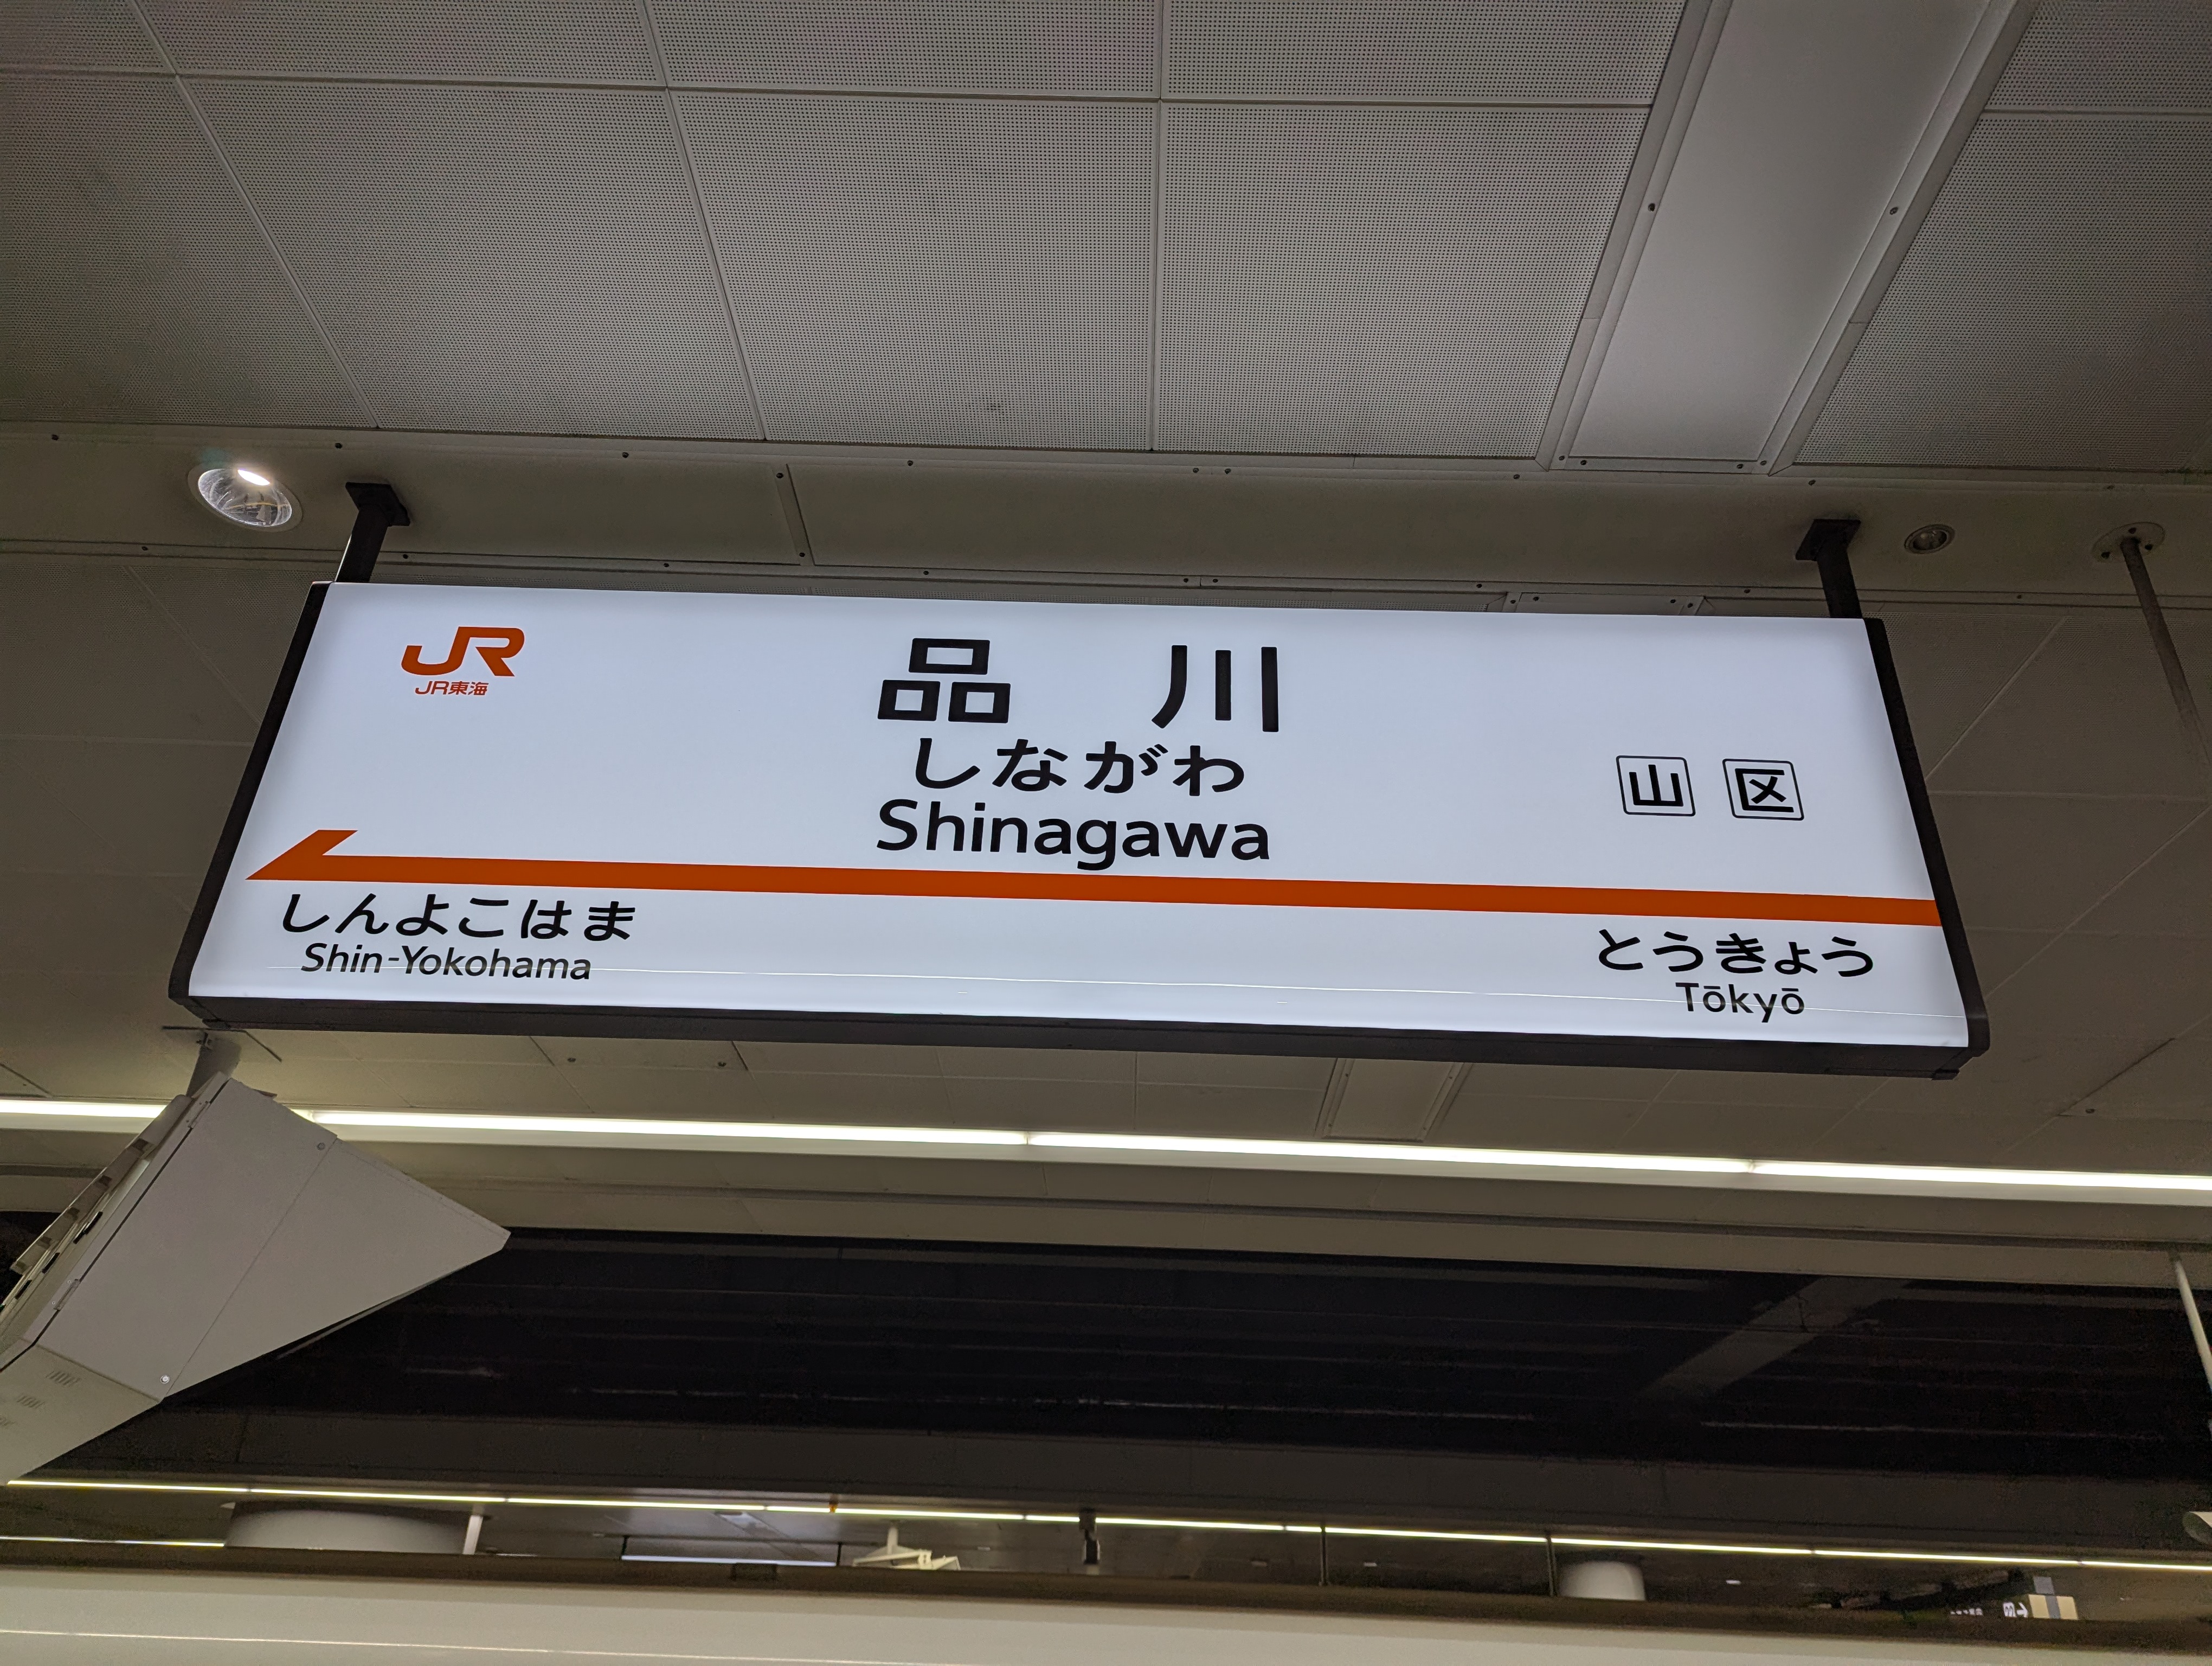 JR
JR東海
品川
しながわ
Shinagawa
山 区
しんよこはま
Shin-Yokohama
とうきょう
Tōkyō